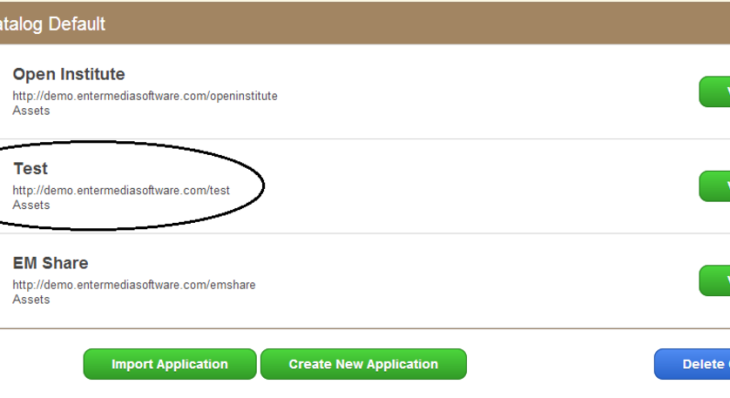 atalog Default
Open Institute
http://demo.entermediasoftware.com/openinstitute
Assets
Test
http://demo.entermediasoftware.com/test
Assets
EM Share
http://demo.entermediasoftware.com/emshare
Assets
Import Application
Create New Application
Delete